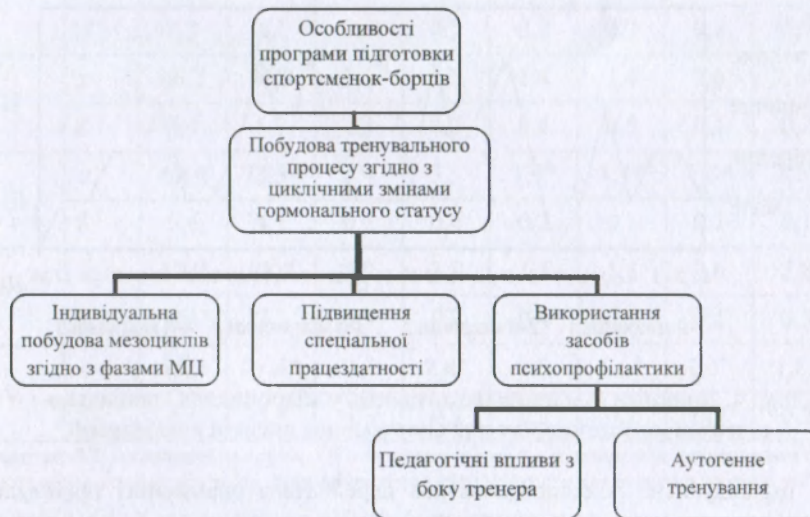 Особливості
програми підготовки
спортсменок-борців
Побудова тренувального
процесу згідно з
циклічними змінами
гормонального статусу
Індивідуальна
побудова мезоциклів
згідно з фазами МЦ
Підвищення
спеціальної
працездатності
Використання
засобів
психопрофілактики
Педагогічні впливи з
боку тренера
Аутогенне
тренування